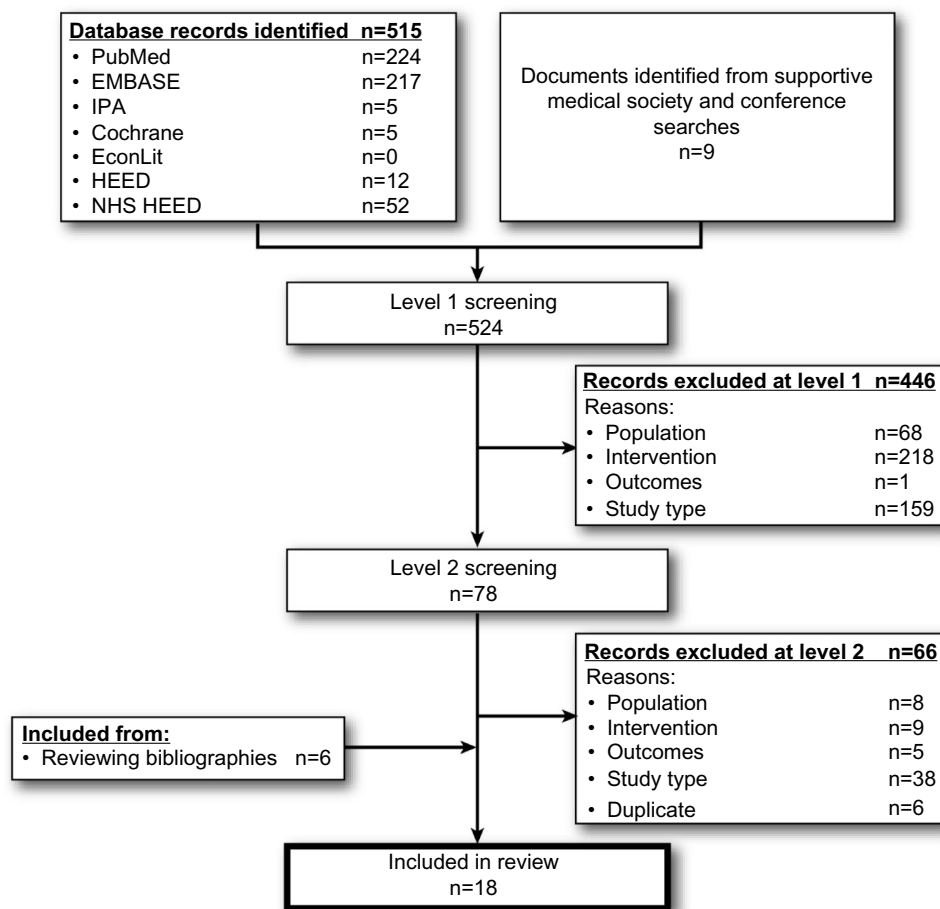 Database records identified n=515
• PubMed n=224
• EMBASE n=217
• IPA n=5
• Cochrane n=5
• EconLit n=0
• HEED n=12
• NHS HEED n=52
Documents identified from supportive
medical society and conference
searches
n=9
Level 1 screening
n=524
Records excluded at level 1 n=446
Reasons:
• Population n=68
• Intervention n=218
• Outcomes n=1
• Study type n=159
Level 2 screening
n=78
Records excluded at level 2 n=66
Reasons:
• Population n=8
• Intervention n=9
• Outcomes n=5
• Study type n=38
• Duplicate n=6
Included from:
• Reviewing bibliographies n=6
Included in review
n=18